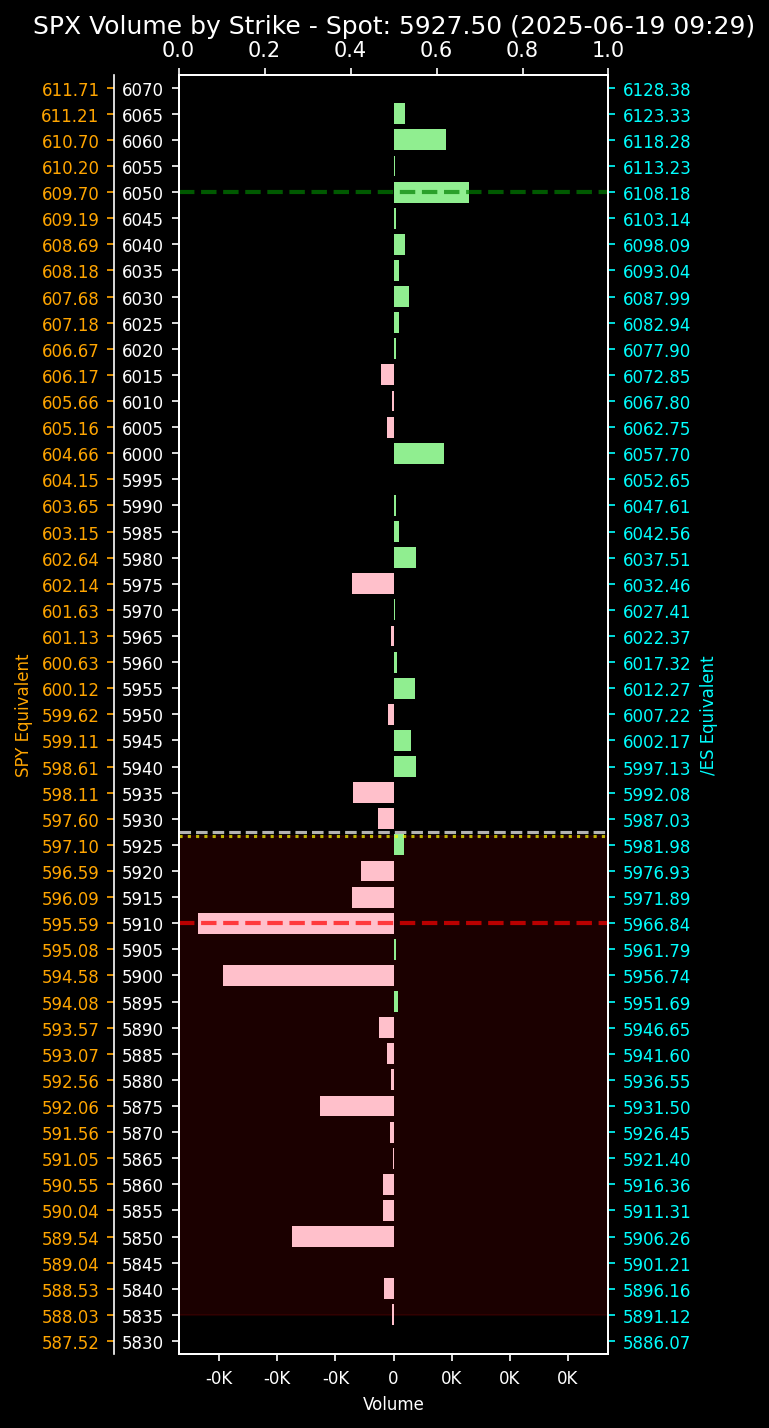 SPX Volume by Strike - Spot: 5927.50 (2025-06-19 09:29)
0.0 0.2 0.4 0.6 0.8 1.0
611.71 6070 6128.38
611.21 6065 6123.33
610.70 6060 6118.28
610.20 6055 6113.23
609.70 6050 6108.18
609.19 6045 6103.14
608.69 6040 6098.09
608.18 6035 6093.04
607.68 6030 6087.99
607.18 6025 6082.94
606.67 6020 6077.90
606.17 6015 6072.85
605.66 6010 6067.80
605.16 6005 6062.75
604.66 6000 6057.70
604.15 5995 6052.65
603.65 5990 6047.61
603.15 5985 6042.56
602.64 5980 6037.51
602.14 5975 6032.46
601.63 5970 6027.41
601.13 5965 6022.37
600.63 5960 6017.32
600.12 5955 6012.27
599.62 5950 6007.22
599.11 5945 6002.17
598.61 5940 5997.13
598.11 5935 5992.08
597.60 5930 5987.03
597.10 5925 5981.98
596.59 5920 5976.93
596.09 5915 5971.89
595.59 5910 5966.84
595.08 5905 5961.79
594.58 5900 5956.74
594.08 5895 5951.69
593.57 5890 5946.65
593.07 5885 5941.60
592.56 5880 5936.55
592.06 5875 5931.50
591.56 5870 5926.45
591.05 5865 5921.40
590.55 5860 5916.36
590.04 5855 5911.31
589.54 5850 5906.26
589.04 5845 5901.21
588.53 5840 5896.16
588.03 5835 5891.12
587.52 5830 5886.07
SPY Equivalent
/ES Equivalent
-0K -0K -0K 0 0K 0K 0K
Volume